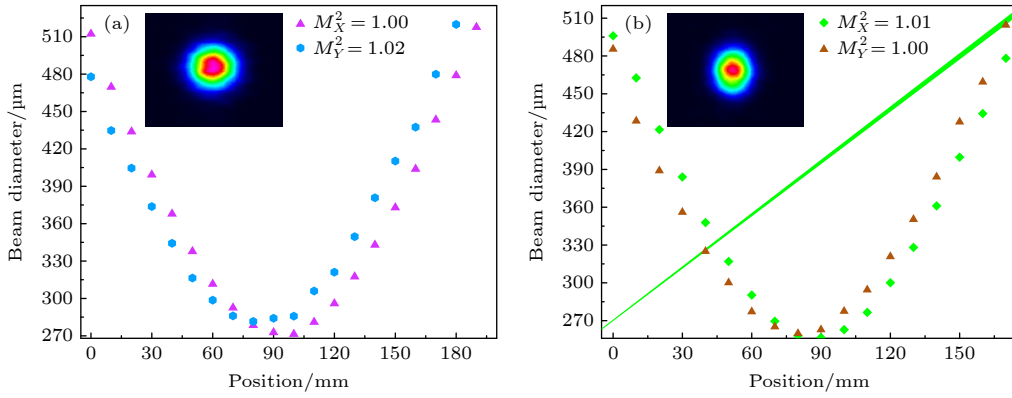 (a)
M_X^2 = 1.00
M_Y^2 = 1.02
510
480
450
420
390
360
330
300
270
Beam diameter/μm
0 30 60 90 120 150 180
Position/mm
(b)
M_X^2 = 1.01
M_Y^2 = 1.00
510
480
450
420
390
360
330
300
270
Beam diameter/μm
0 30 60 90 120 150
Position/mm